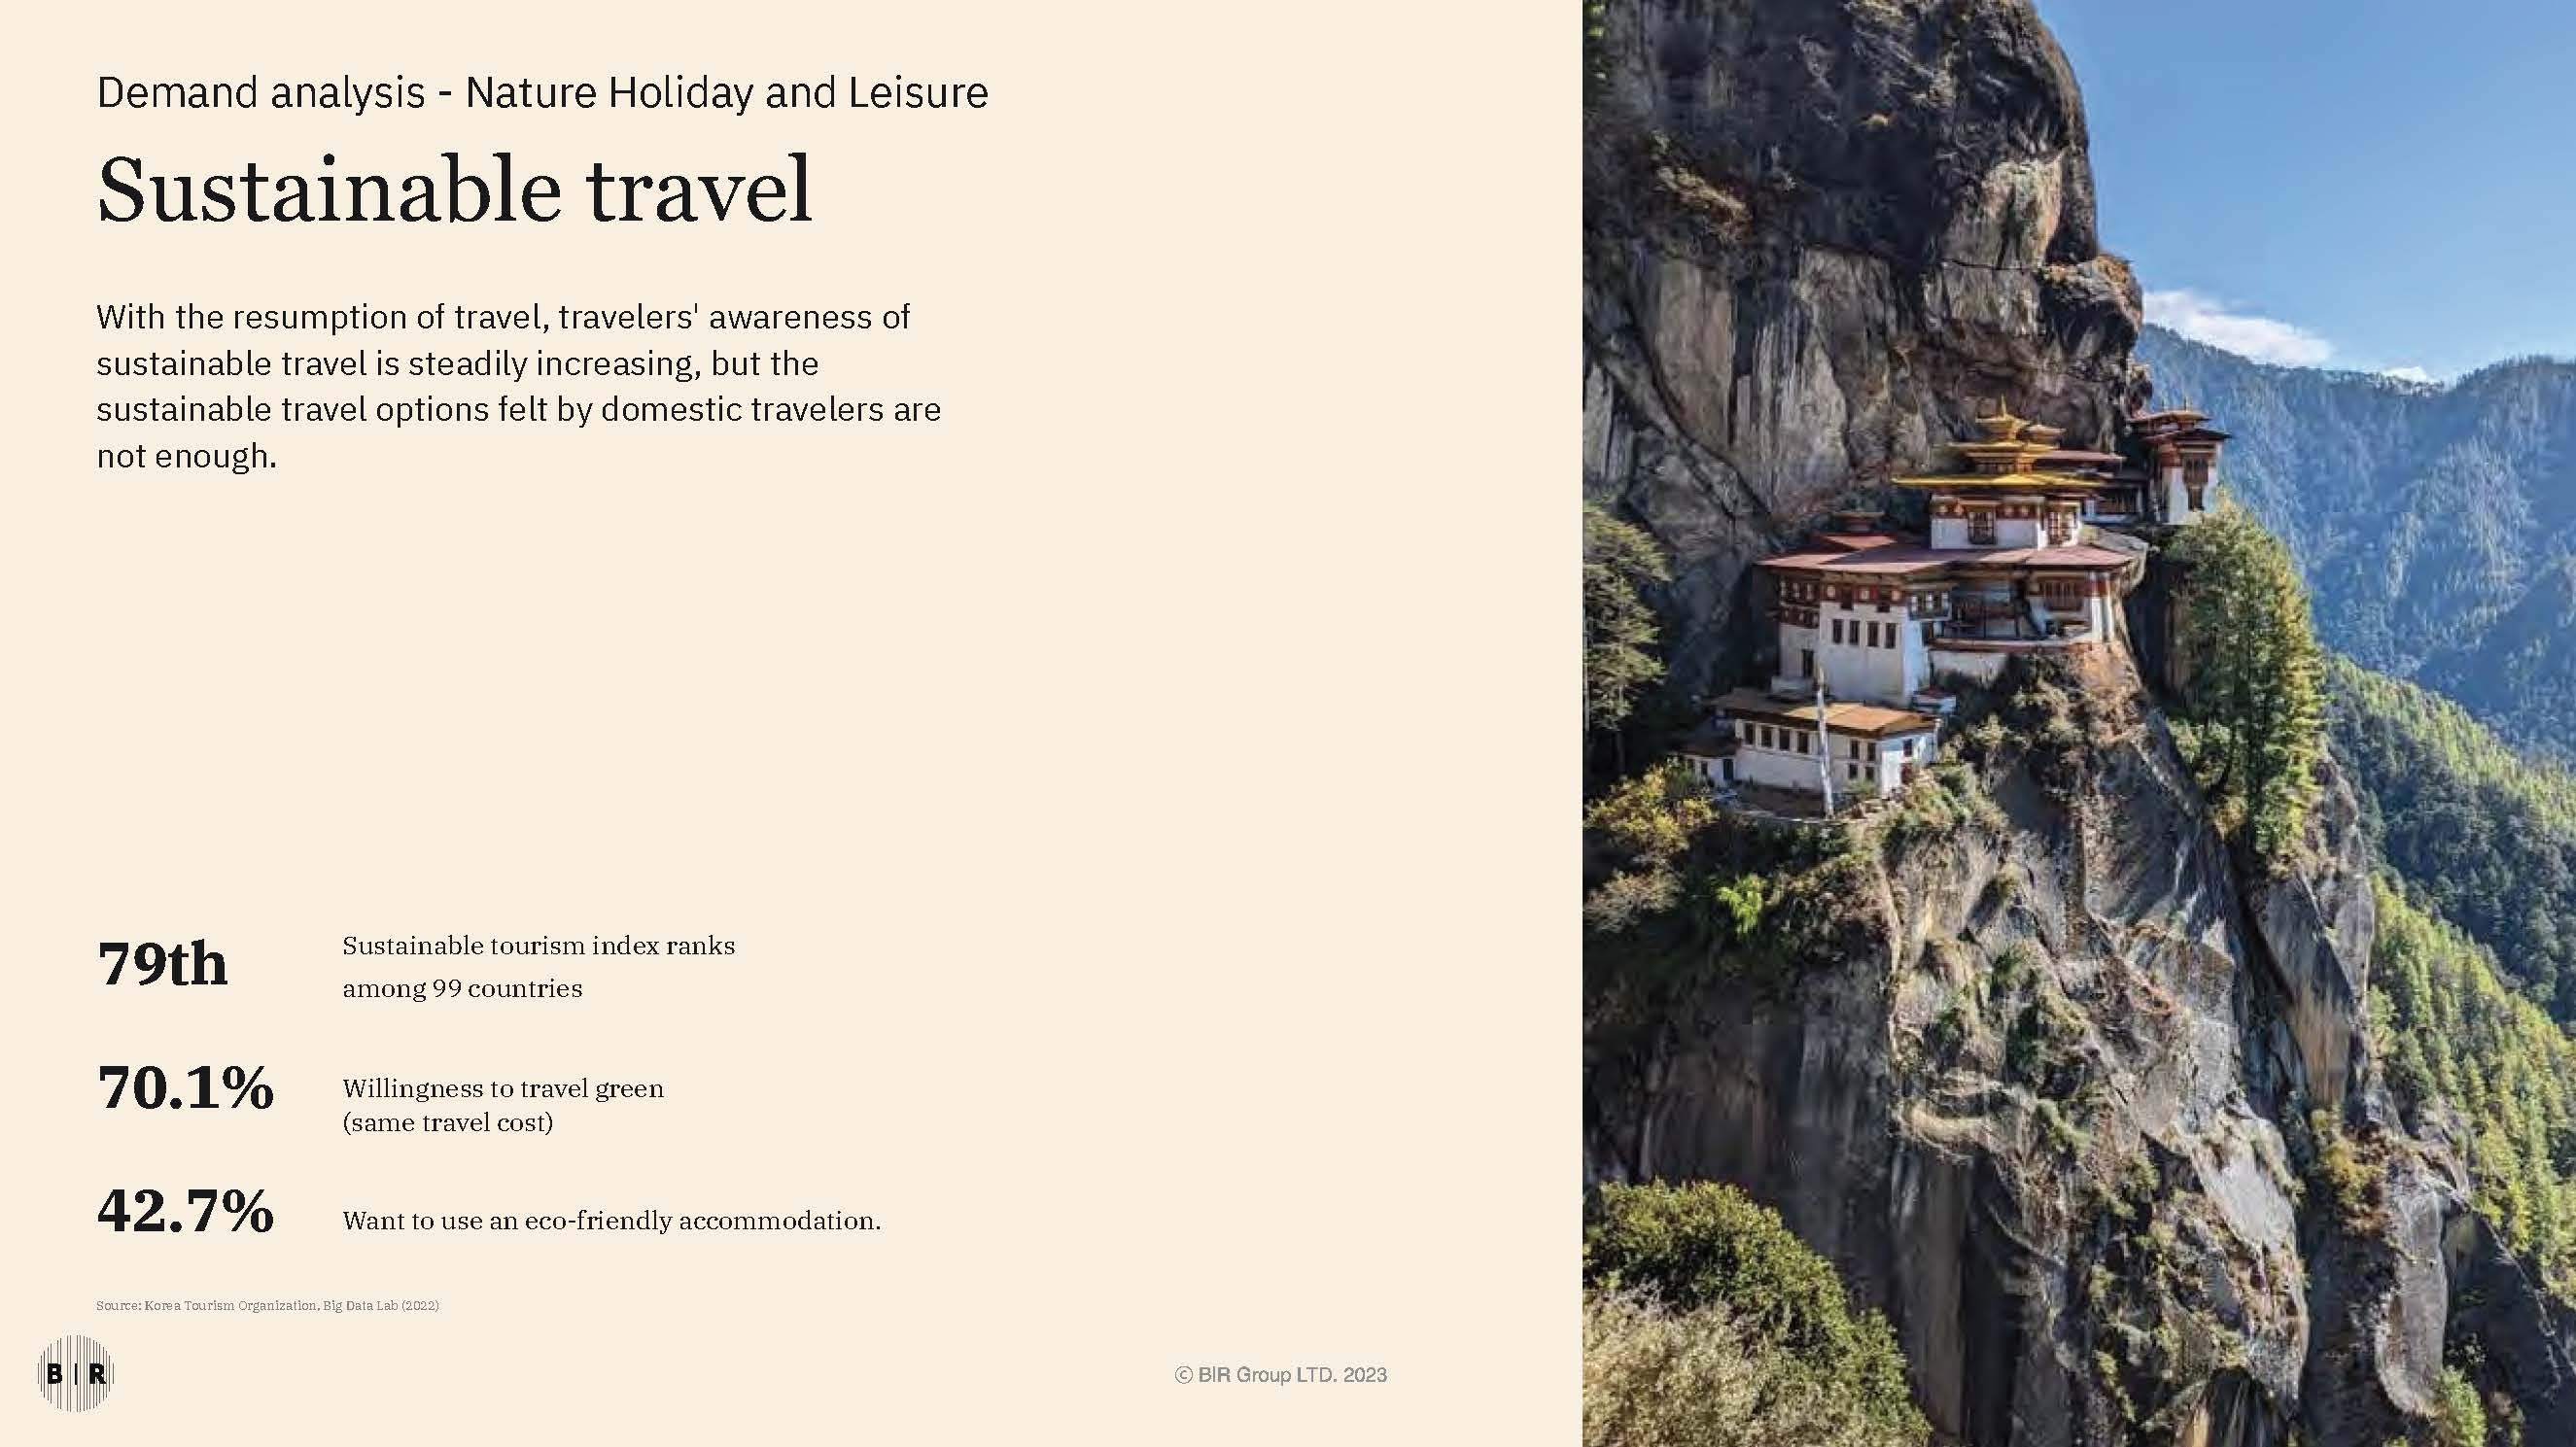 Demand analysis - Nature Holiday and Leisure
Sustainable travel
With the resumption of travel, travelers' awareness of
sustainable travel is steadily increasing, but the
sustainable travel options felt by domestic travelers are
not enough.
79th
Sustainable tourism index ranks
among 99 countries
70.1%
Willingness to travel green
(same travel cost)
42.7%
Want to use an eco-friendly accommodation.
Source: Korea Tourism Organization, Big Data Lab (2022)
B I R
© BIR Group LTD. 2023